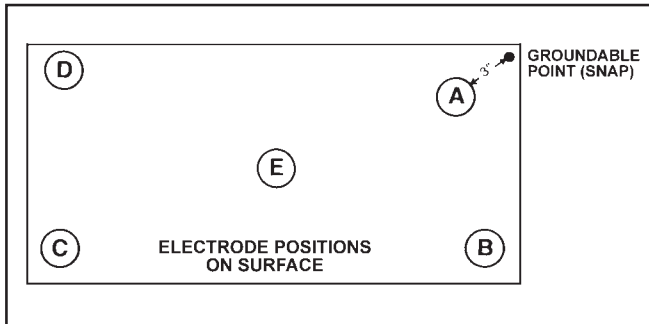 D
GROUNDABLE
POINT (SNAP)
3"
A
E
C
ELECTRODE POSITIONS
ON SURFACE
B